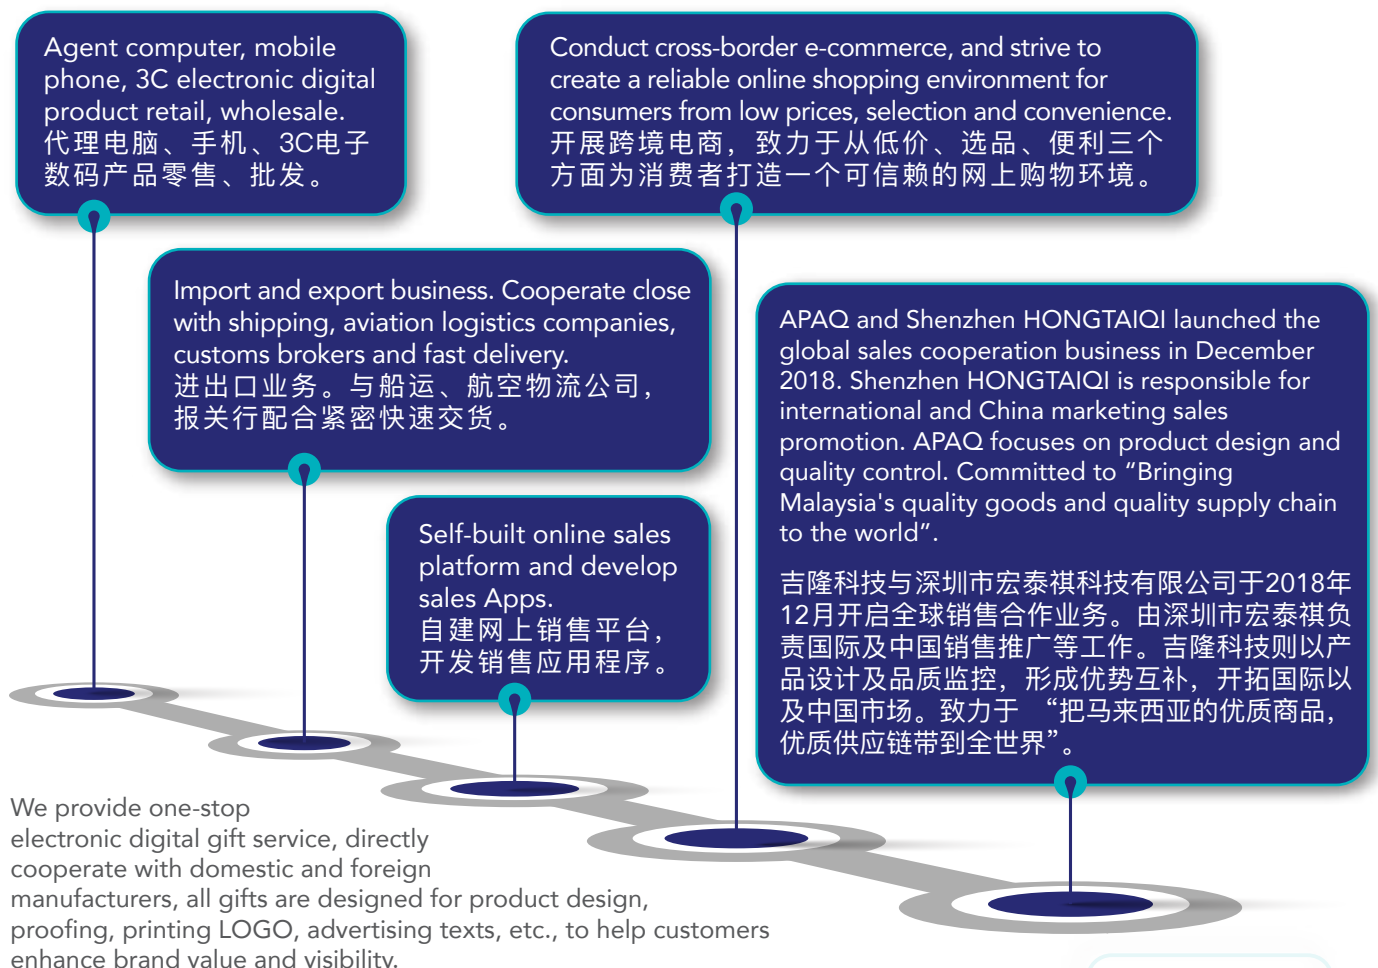 Agent computer, mobile
phone, 3C electronic digital
product retail, wholesale.
代理电脑、手机、3C电子
数码产品零售、批发。
Conduct cross-border e-commerce, and strive to
create a reliable online shopping environment for
consumers from low prices, selection and convenience.
开展跨境电商，致力于从低价、选品、便利三个
方面为消费者打造一个可信赖的网上购物环境。
Import and export business. Cooperate close
with shipping, aviation logistics companies,
customs brokers and fast delivery.
进出口业务。与船运、航空物流公司，
报关行配合紧密快速交货。
APAQ and Shenzhen HONGTAIQI launched the
global sales cooperation business in December
2018. Shenzhen HONGTAIQI is responsible for
international and China marketing sales
promotion. APAQ focuses on product design and
quality control. Committed to “Bringing
Malaysia's quality goods and quality supply chain
to the world”.
吉隆科技与深圳市宏泰祺科技有限公司于2018年
12月开启全球销售合作业务。由深圳市宏泰祺负
责国际及中国销售推广等工作。吉隆科技则以产
品设计及品质监控，形成优势互补，开拓国际以
及中国市场。致力于 “把马来西亚的优质商品，
优质供应链带到全世界”。
Self-built online sales
platform and develop
sales Apps.
自建网上销售平台，
开发销售应用程序。
We provide one-stop
electronic digital gift service, directly
cooperate with domestic and foreign
manufacturers, all gifts are designed for product design,
proofing, printing LOGO, advertising texts, etc., to help customers
enhance brand value and visibility.